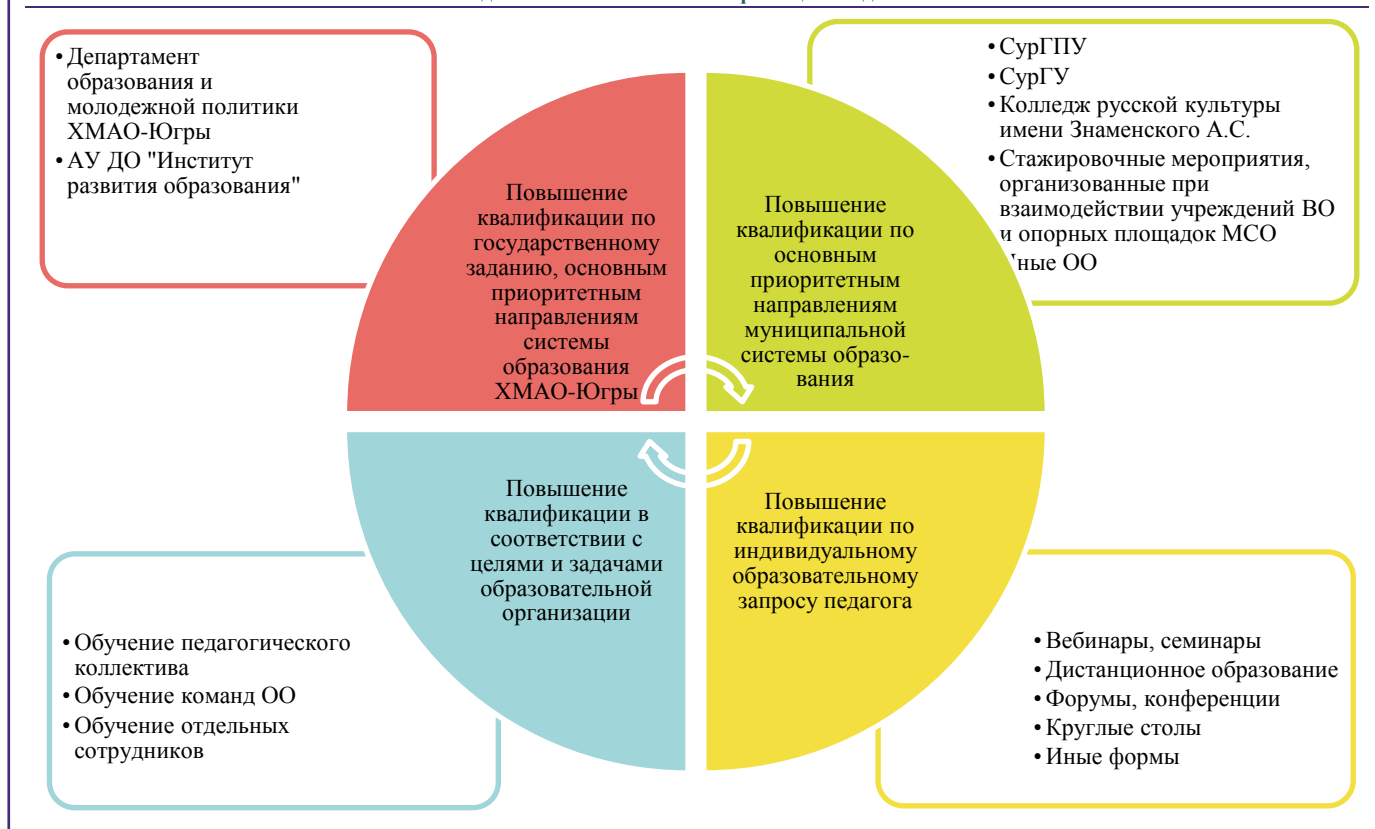 • Департамент
образования и
молодежной политики
ХМАО-Югры
• АУ ДО "Институт
развития образования"
• СурГПУ
• СурГУ
• Колледж русской культуры
имени Знаменского А.С.
• Стажировочные мероприятия,
организованные при
взаимодействии учреждений ВО
и опорных площадок МСО
ОО
Повышение
квалификации по
государственному
заданию, основным
приоритетным
направлениям
системы
образования
ХМАО-Югры
Повышение
квалификации по
основным
приоритетным
направлениям
муниципальной
системы образо-
вания
Повышение
квалификации в
соответствии с
целями и задачами
образовательной
организации
Повышение
квалификации по
индивидуальному
образовательному
запросу педагога
• Обучение педагогического
коллектива
• Обучение команд ОО
• Обучение отдельных
сотрудников
• Вебинары, семинары
• Дистанционное образование
• Форумы, конференции
• Круглые столы
• Иные формы